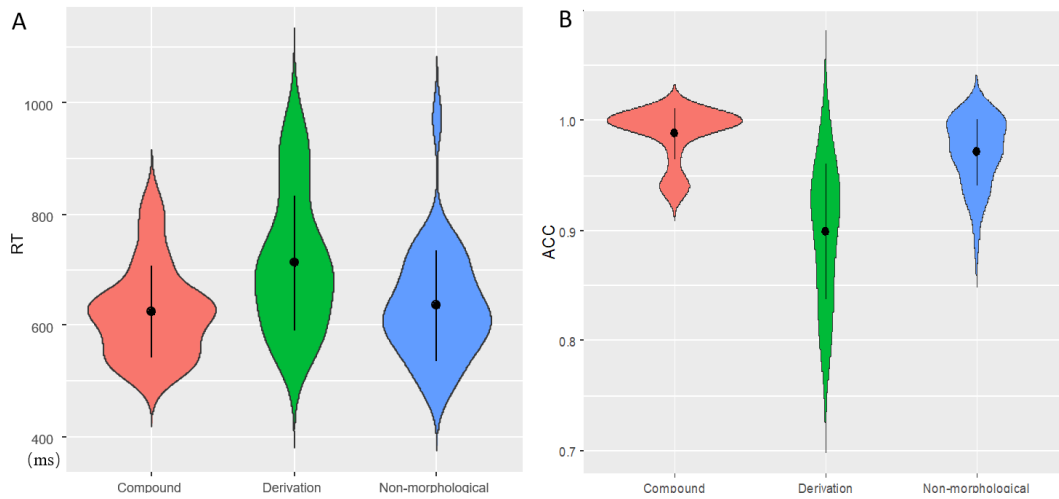 A
RT
1000
800
600
400
(ms)
Compound Derivation Non-morphological
B
ACC
1.0
0.9
0.8
0.7
Compound Derivation Non-morphological